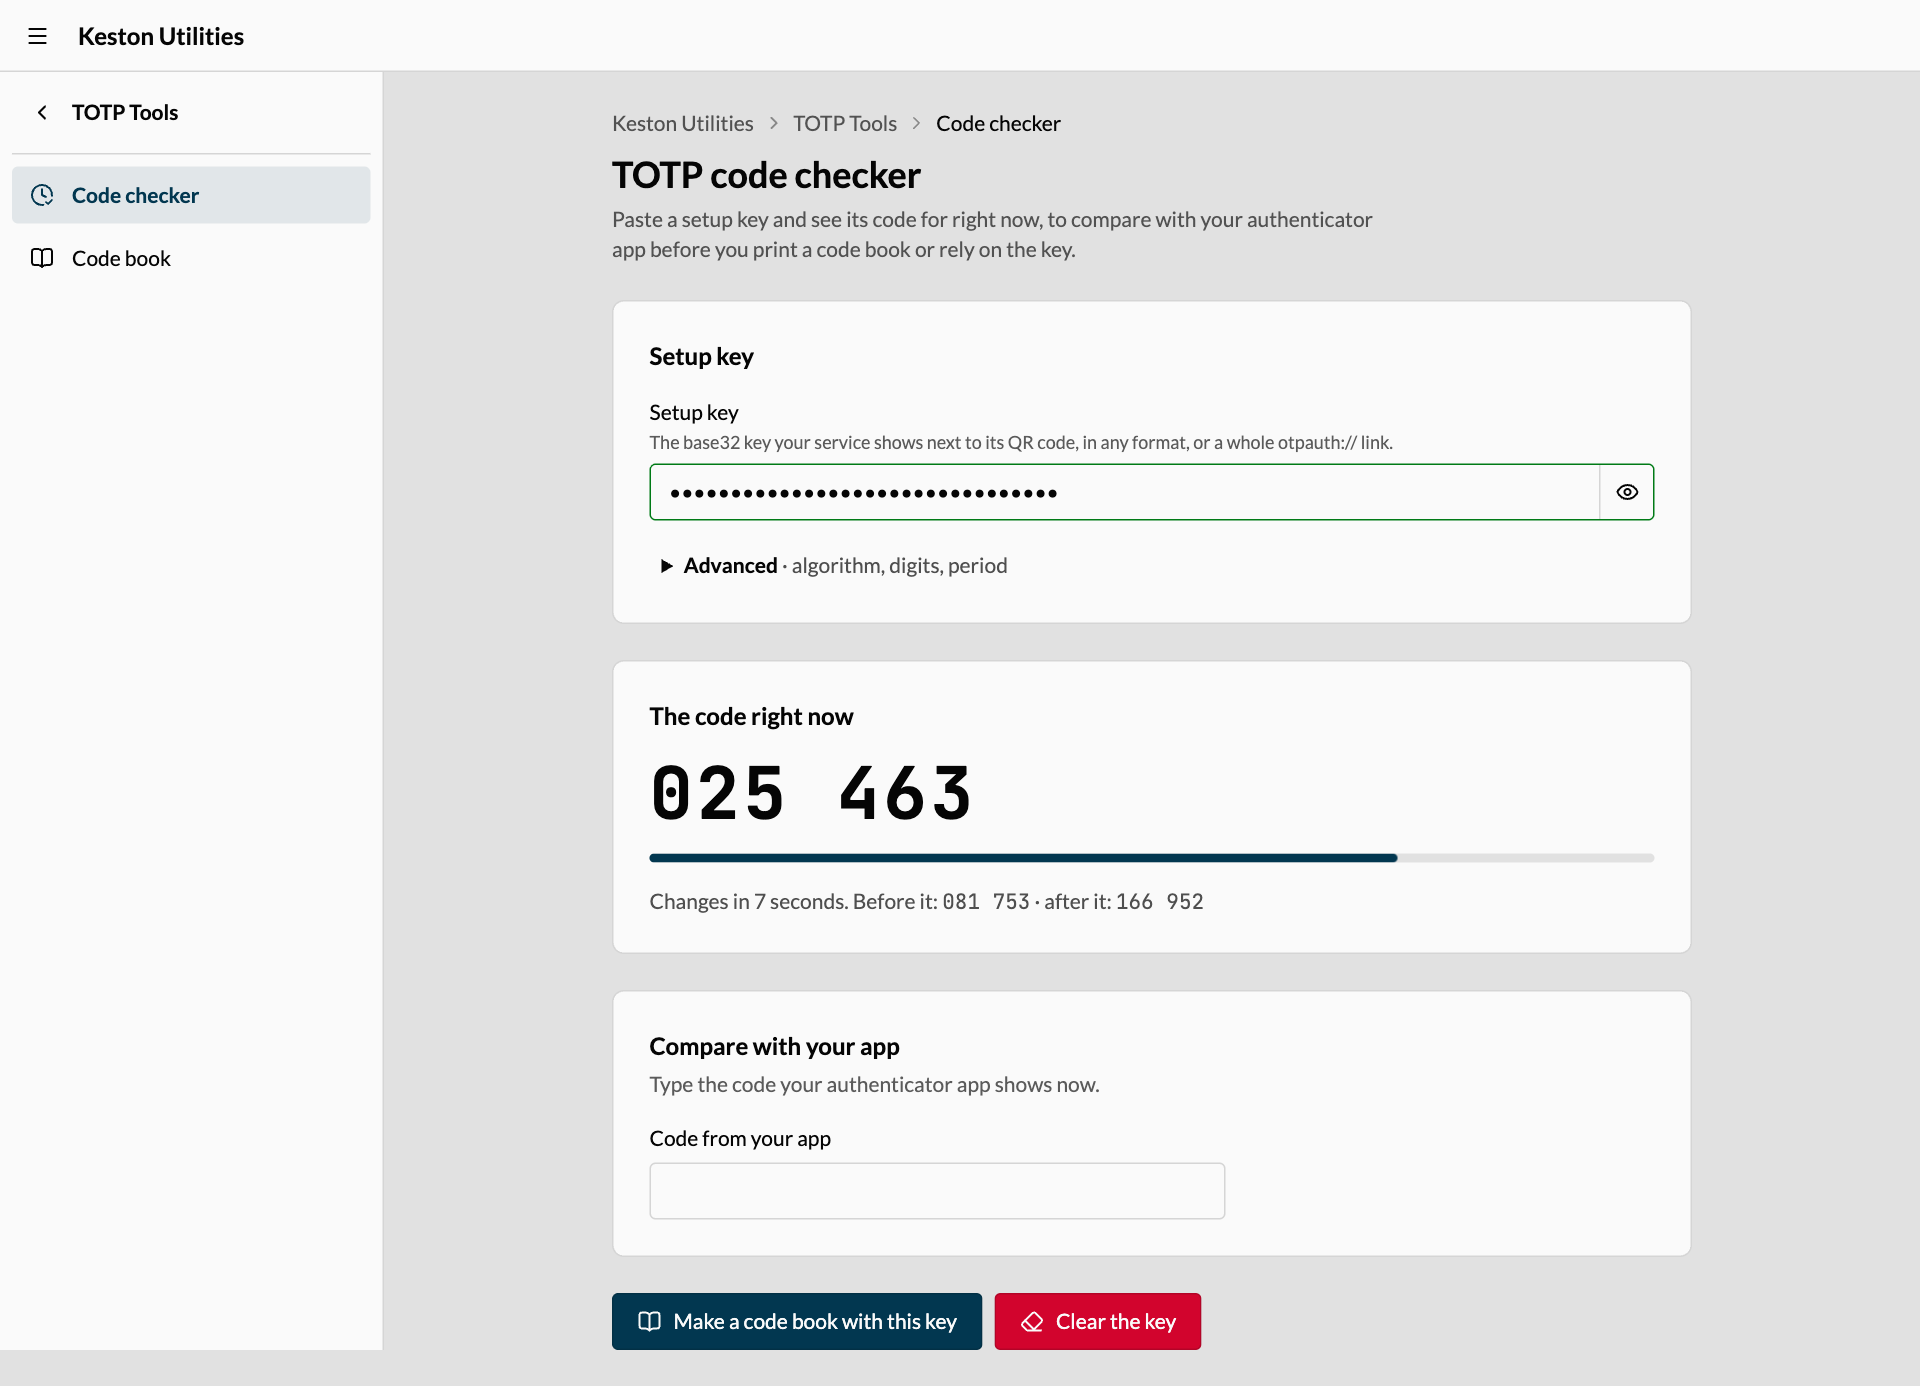 Keston Utilities
TOTP Tools
Code checker
Code book
Keston Utilities > TOTP Tools > Code checker
TOTP code checker
Paste a setup key and see its code for right now, to compare with your authenticator
app before you print a code book or rely on the key.
Setup key
Setup key
The base32 key your service shows next to its QR code, in any format, or a whole otpauth:// link.
••••••••••••••••••••••••••••••••
Advanced · algorithm, digits, period
The code right now
025 463
Changes in 7 seconds. Before it: 081 753 · after it: 166 952
Compare with your app
Type the code your authenticator app shows now.
Code from your app
Make a code book with this key
Clear the key